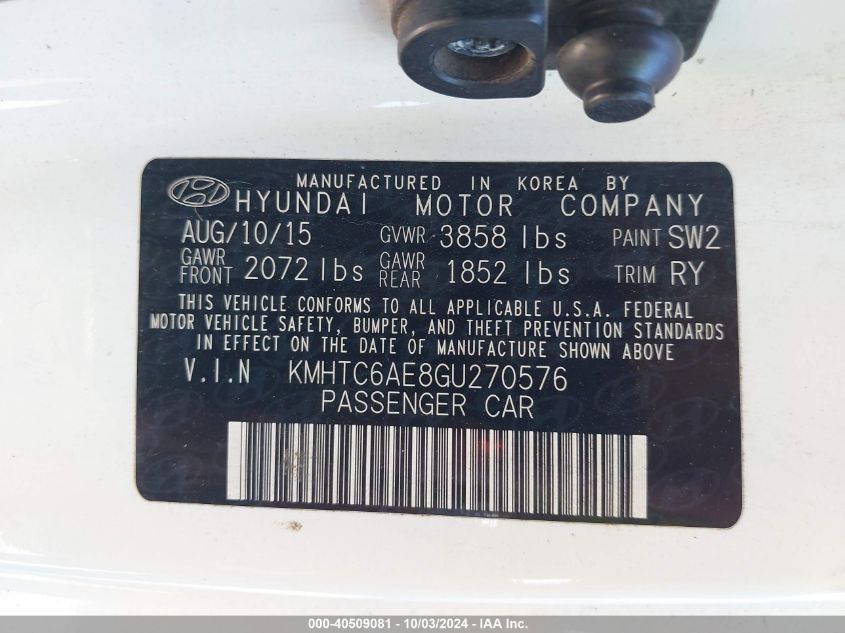 MANUFACTURED IN KOREA BY
HYUNDAI MOTOR COMPANY
AUG/10/15 GVWR 3858 lbs PAINT SW2
GAWR FRONT 2072 lbs GAWR REAR 1852 lbs TRIM RY
THIS VEHICLE CONFORMS TO ALL APPLICABLE U.S.A. FEDERAL
MOTOR VEHICLE SAFETY, BUMPER, AND THEFT PREVENTION STANDARDS
IN EFFECT ON THE DATE OF MANUFACTURE SHOWN ABOVE.
V.I.N KMHTC6AE8GU270576
PASSENGER CAR
000-40509081 - 10/03/2024 - IAA Inc.